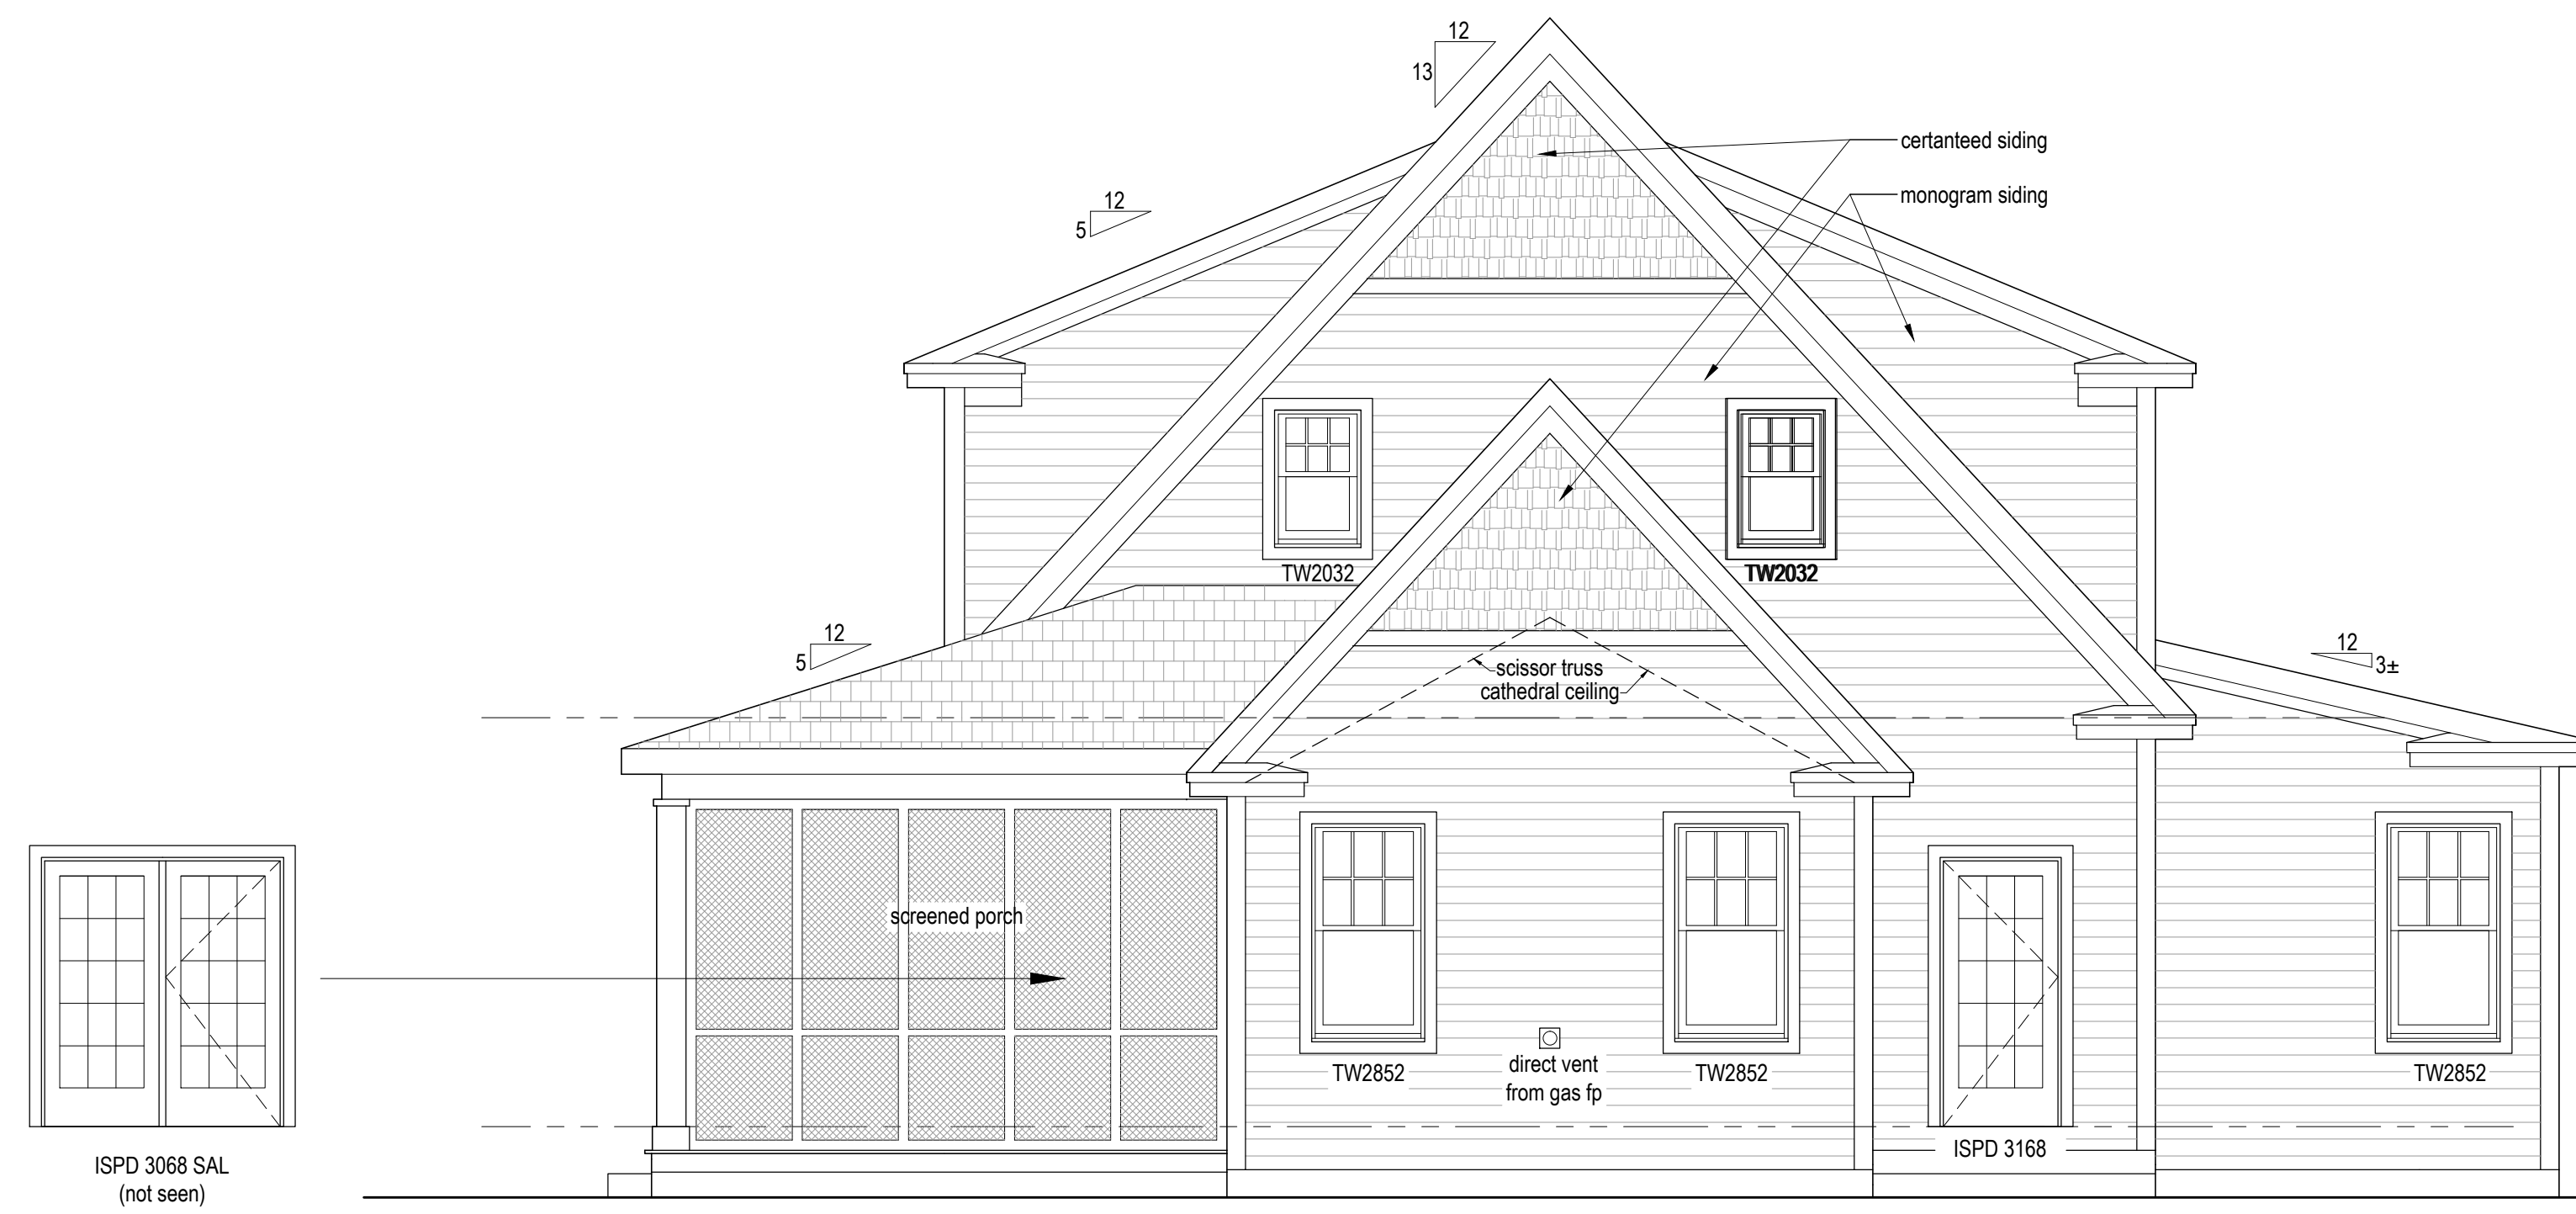 12
13
certanteed siding
monogram siding
12
5
TW2032
TW2032
12
5
12
3±
scissor truss
cathedral ceiling
screened porch
TW2852
direct vent
from gas fp
TW2852
TW2852
ISPD 3168
ISPD 3068 SAL
(not seen)